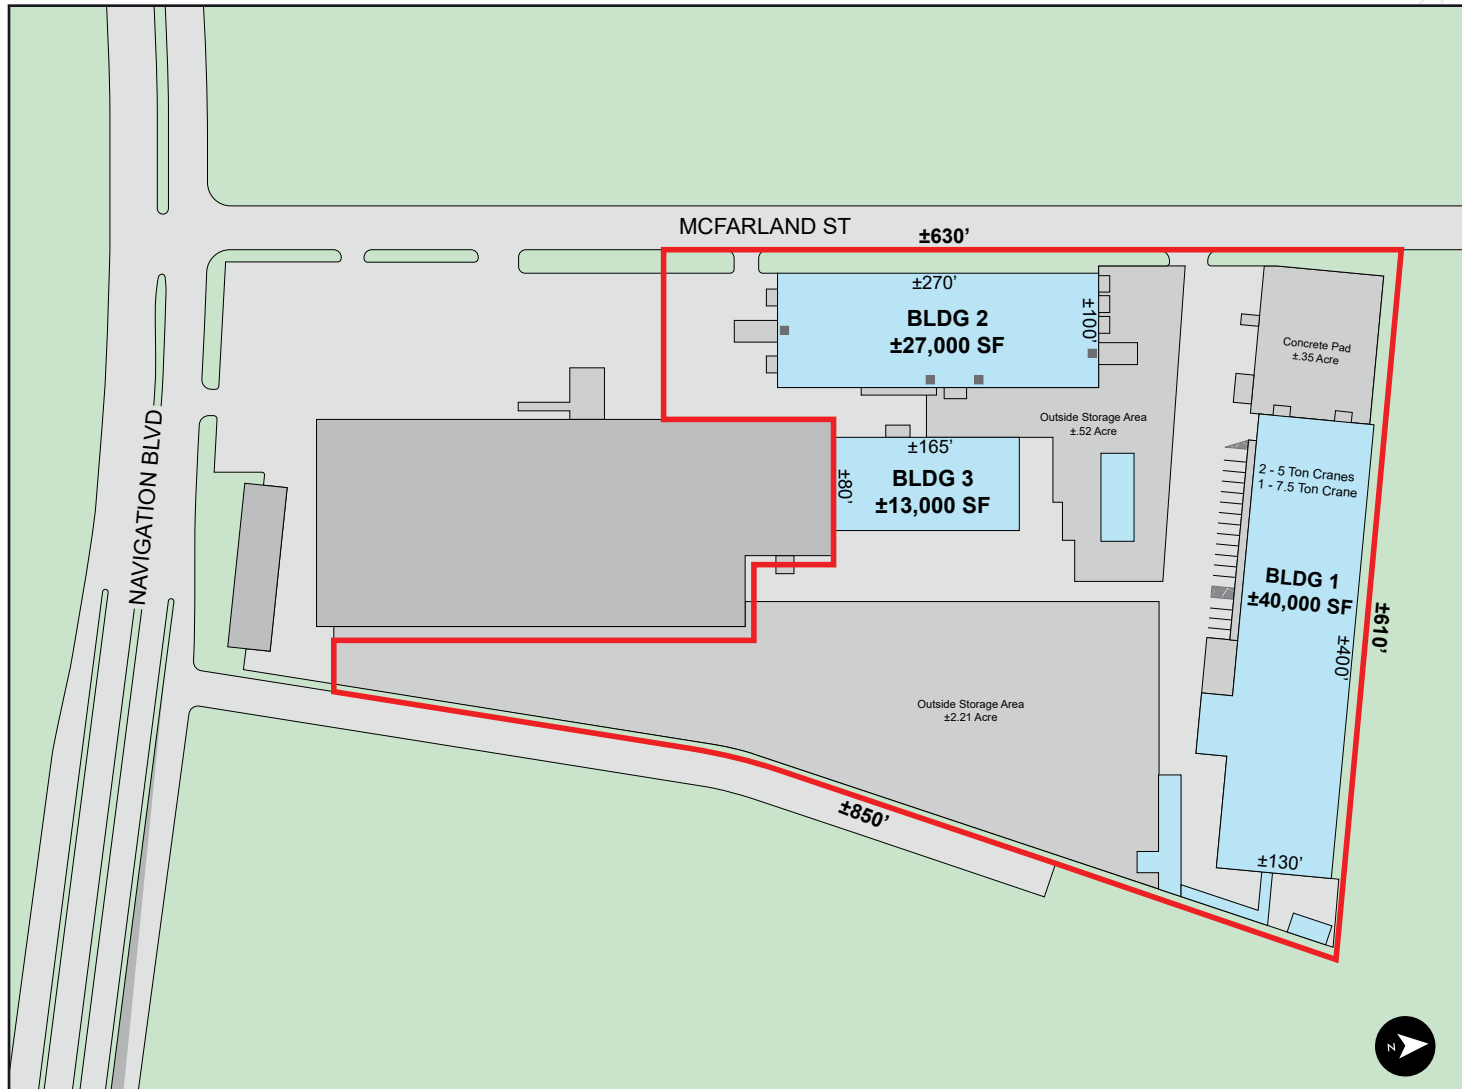 MCFARLAND ST
±630’
±270’
BLDG 2
±27,000 SF
±100’
Concrete Pad
±.35 Acre
Outside Storage Area
±.52 Acre
±165’
BLDG 3
±13,000 SF
±80’
2 - 5 Ton Cranes
1 - 7.5 Ton Crane
BLDG 1
±40,000 SF
±400’
±610’
NAVIGATION BLVD
Outside Storage Area
±2.21 Acre
±850’
±130’
N